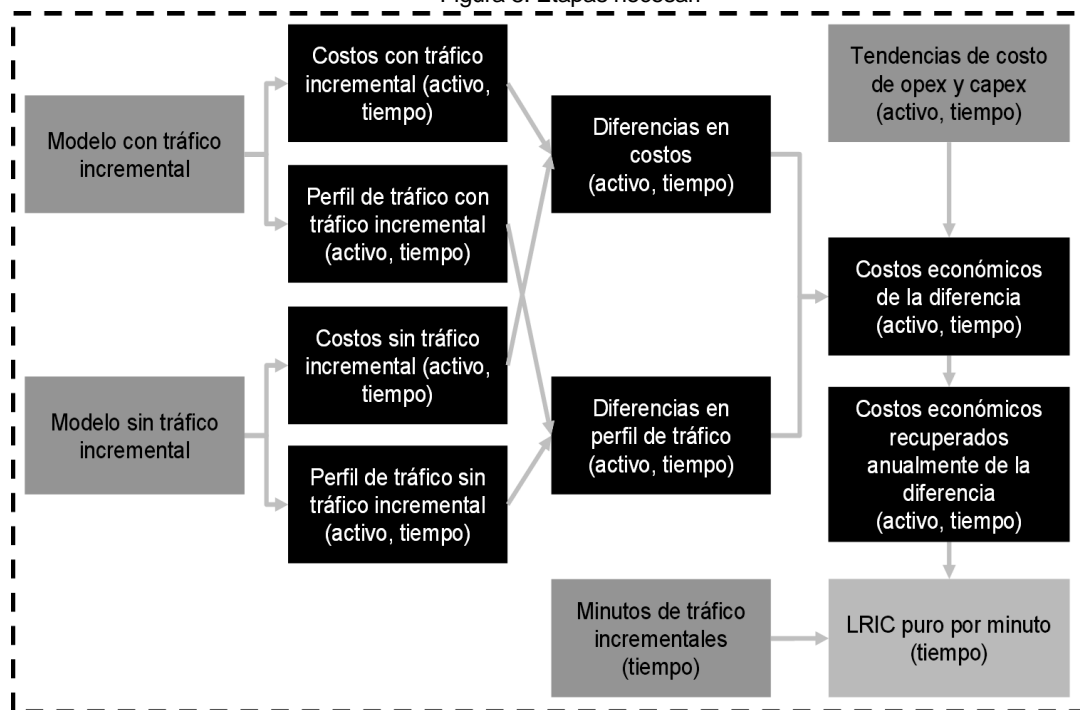 Figura 3. Etapas necesari
Modelo con tráfico
incremental
Modelo sin tráfico
incremental
Costos con tráfico
incremental (activo,
tiempo)
Perfil de tráfico con
tráfico incremental
(activo, tiempo)
Costos sin tráfico
incremental (activo,
tiempo)
Perfil de tráfico sin
tráfico incremental
(activo, tiempo)
Diferencias en
costos
(activo, tiempo)
Diferencias en
perfil de tráfico
(activo, tiempo)
Minutos de tráfico
incrementales
(tiempo)
Tendencias de costo
de opex y capex
(activo, tiempo)
Costos económicos
de la diferencia
(activo, tiempo)
Costos económicos
recuperados
anualmente de la
diferencia
(activo, tiempo)
LRIC puro por minuto
(tiempo)